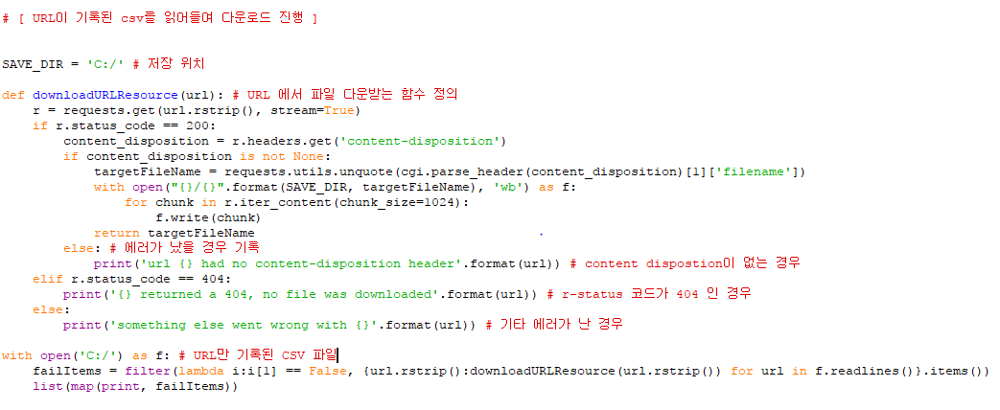 # [ URL이 기록된 csv를 읽어들여 다운로드 진행 ]
SAVE_DIR = 'C:/' # 저장 위치
def downloadURLResource(url): # URL 에서 파일 다운받는 함수 정의
    r = requests.get(url.rstrip(), stream=True)
    if r.status_code == 200:
        content_disposition = r.headers.get('content-disposition')
        if content_disposition is not None:
            targetFileName = requests.utils.unquote(cgi.parse_header(content_disposition)[1]['filename'])
            with open("{}/{}".format(SAVE_DIR, targetFileName), 'wb') as f:
                for chunk in r.iter_content(chunk_size=1024):
                    f.write(chunk)
            return targetFileName
        else: # 에러가 났을 경우 기록
            print('url {} had no content-disposition header'.format(url)) # content dispostion이 없는 경우
    elif r.status_code == 404:
        print('{} returned a 404, no file was downloaded'.format(url)) # r-status 코드가 404 인 경우
    else:
        print('something else went wrong with {}'.format(url)) # 기타 에러가 난 경우
with open('C:/') as f: # URL만 기록된 CSV 파일
    failItems = filter(lambda i:i[1] == False, {url.rstrip():downloadURLResource(url.rstrip()) for url in f.readlines()}.items())
    list(map(print, failItems))